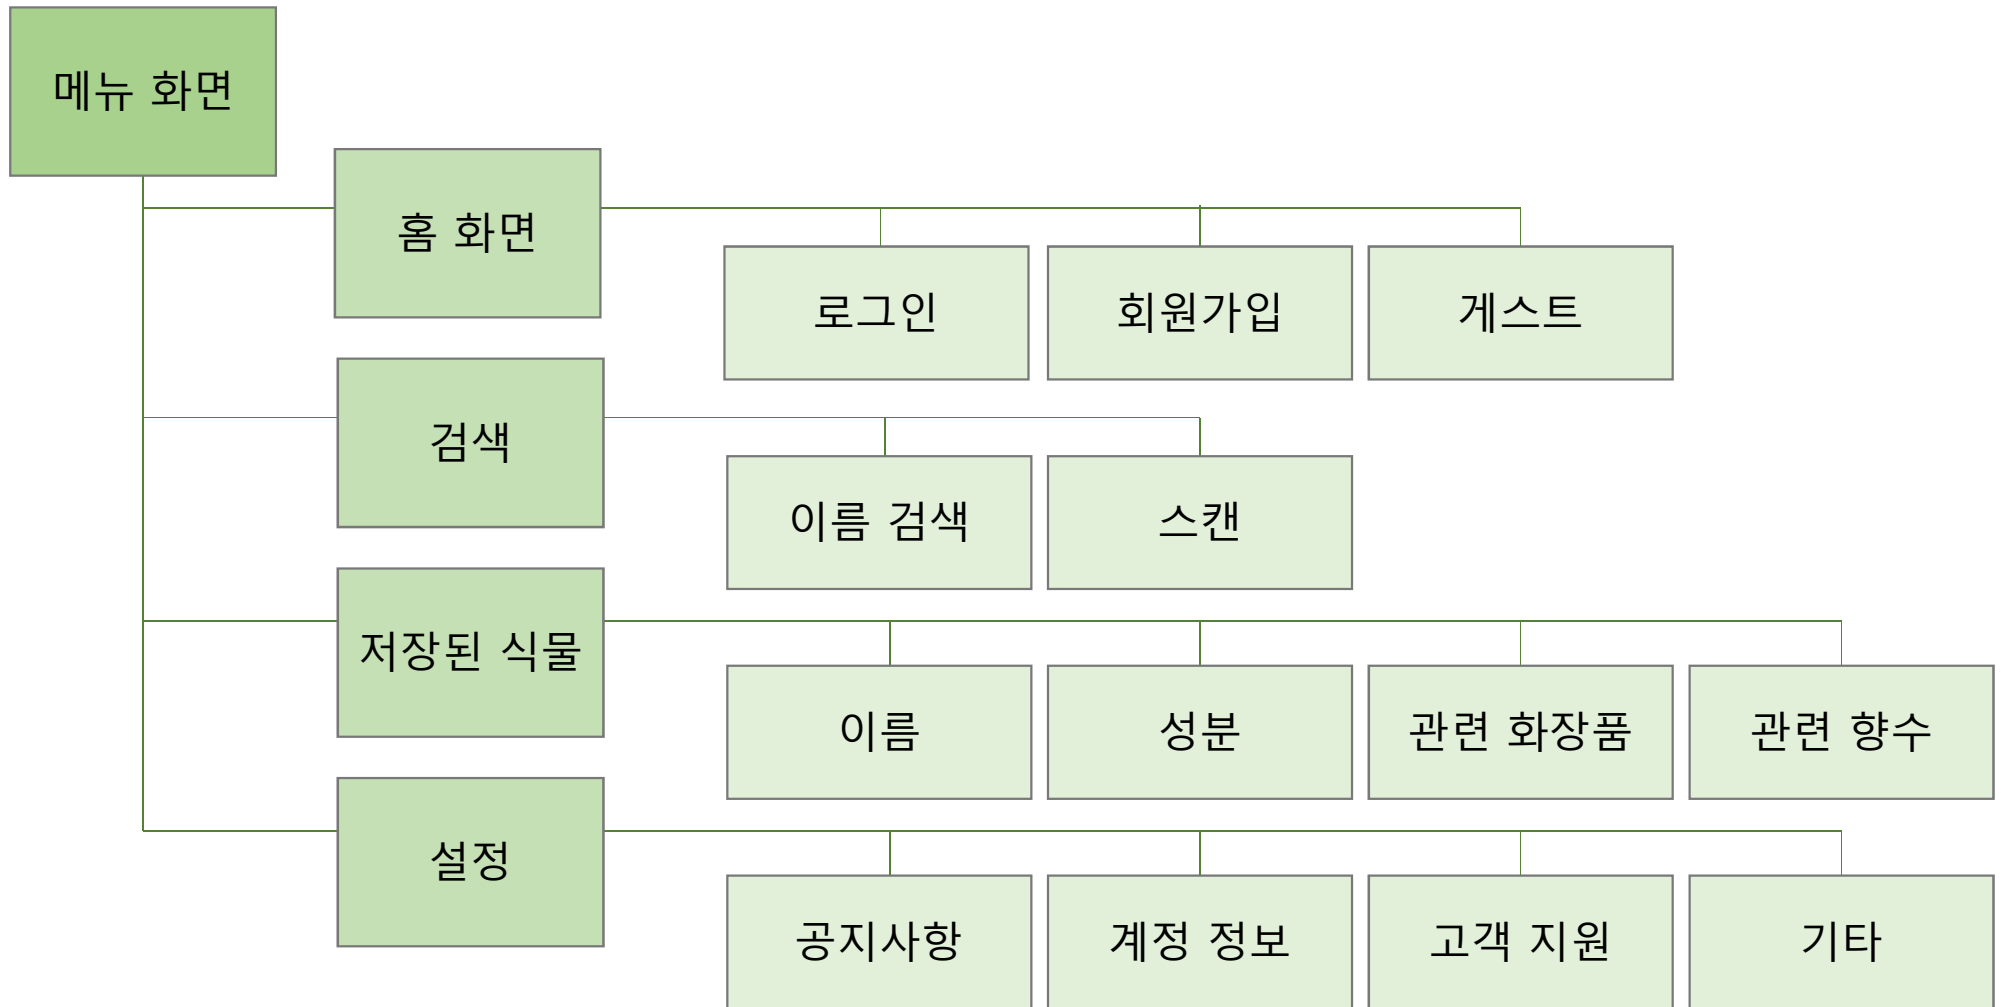 메뉴 화면
홈 화면
로그인
회원가입
게스트
검색
이름 검색
스캔
저장된 식물
이름
성분
관련 화장품
관련 향수
설정
공지사항
계정 정보
고객 지원
기타